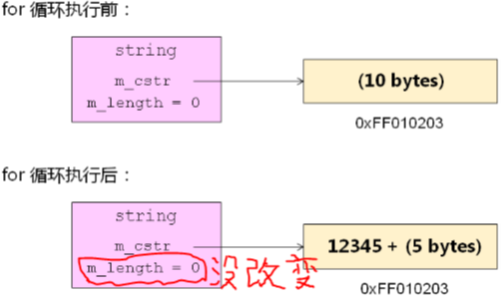 for 循环执行前：
string
m_cstr
m_length = 0
(10 bytes)
0xFF010203
for 循环执行后：
string
m_cstr
m_length = 0
没改变
12345 + (5 bytes)
0xFF010203